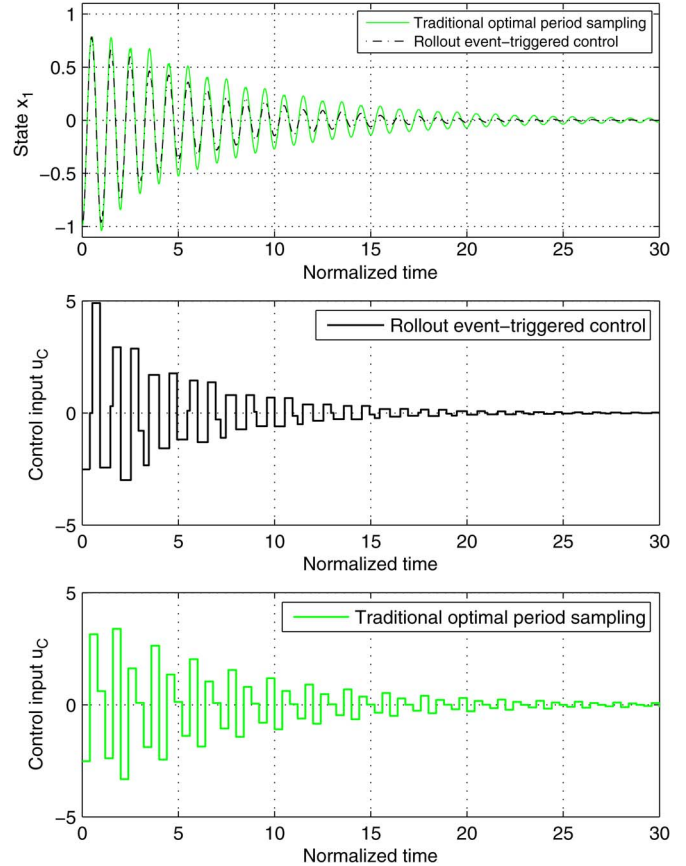 1
0.5
0
−0.5
−1
State x1
Traditional optimal period sampling
Rollout event−triggered control
0 5 10 15 20 25 30
Normalized time
5
0
−5
Control input uC
Rollout event−triggered control
0 5 10 15 20 25 30
Normalized time
5
0
−5
Control input uC
Traditional optimal period sampling
0 5 10 15 20 25 30
Normalized time